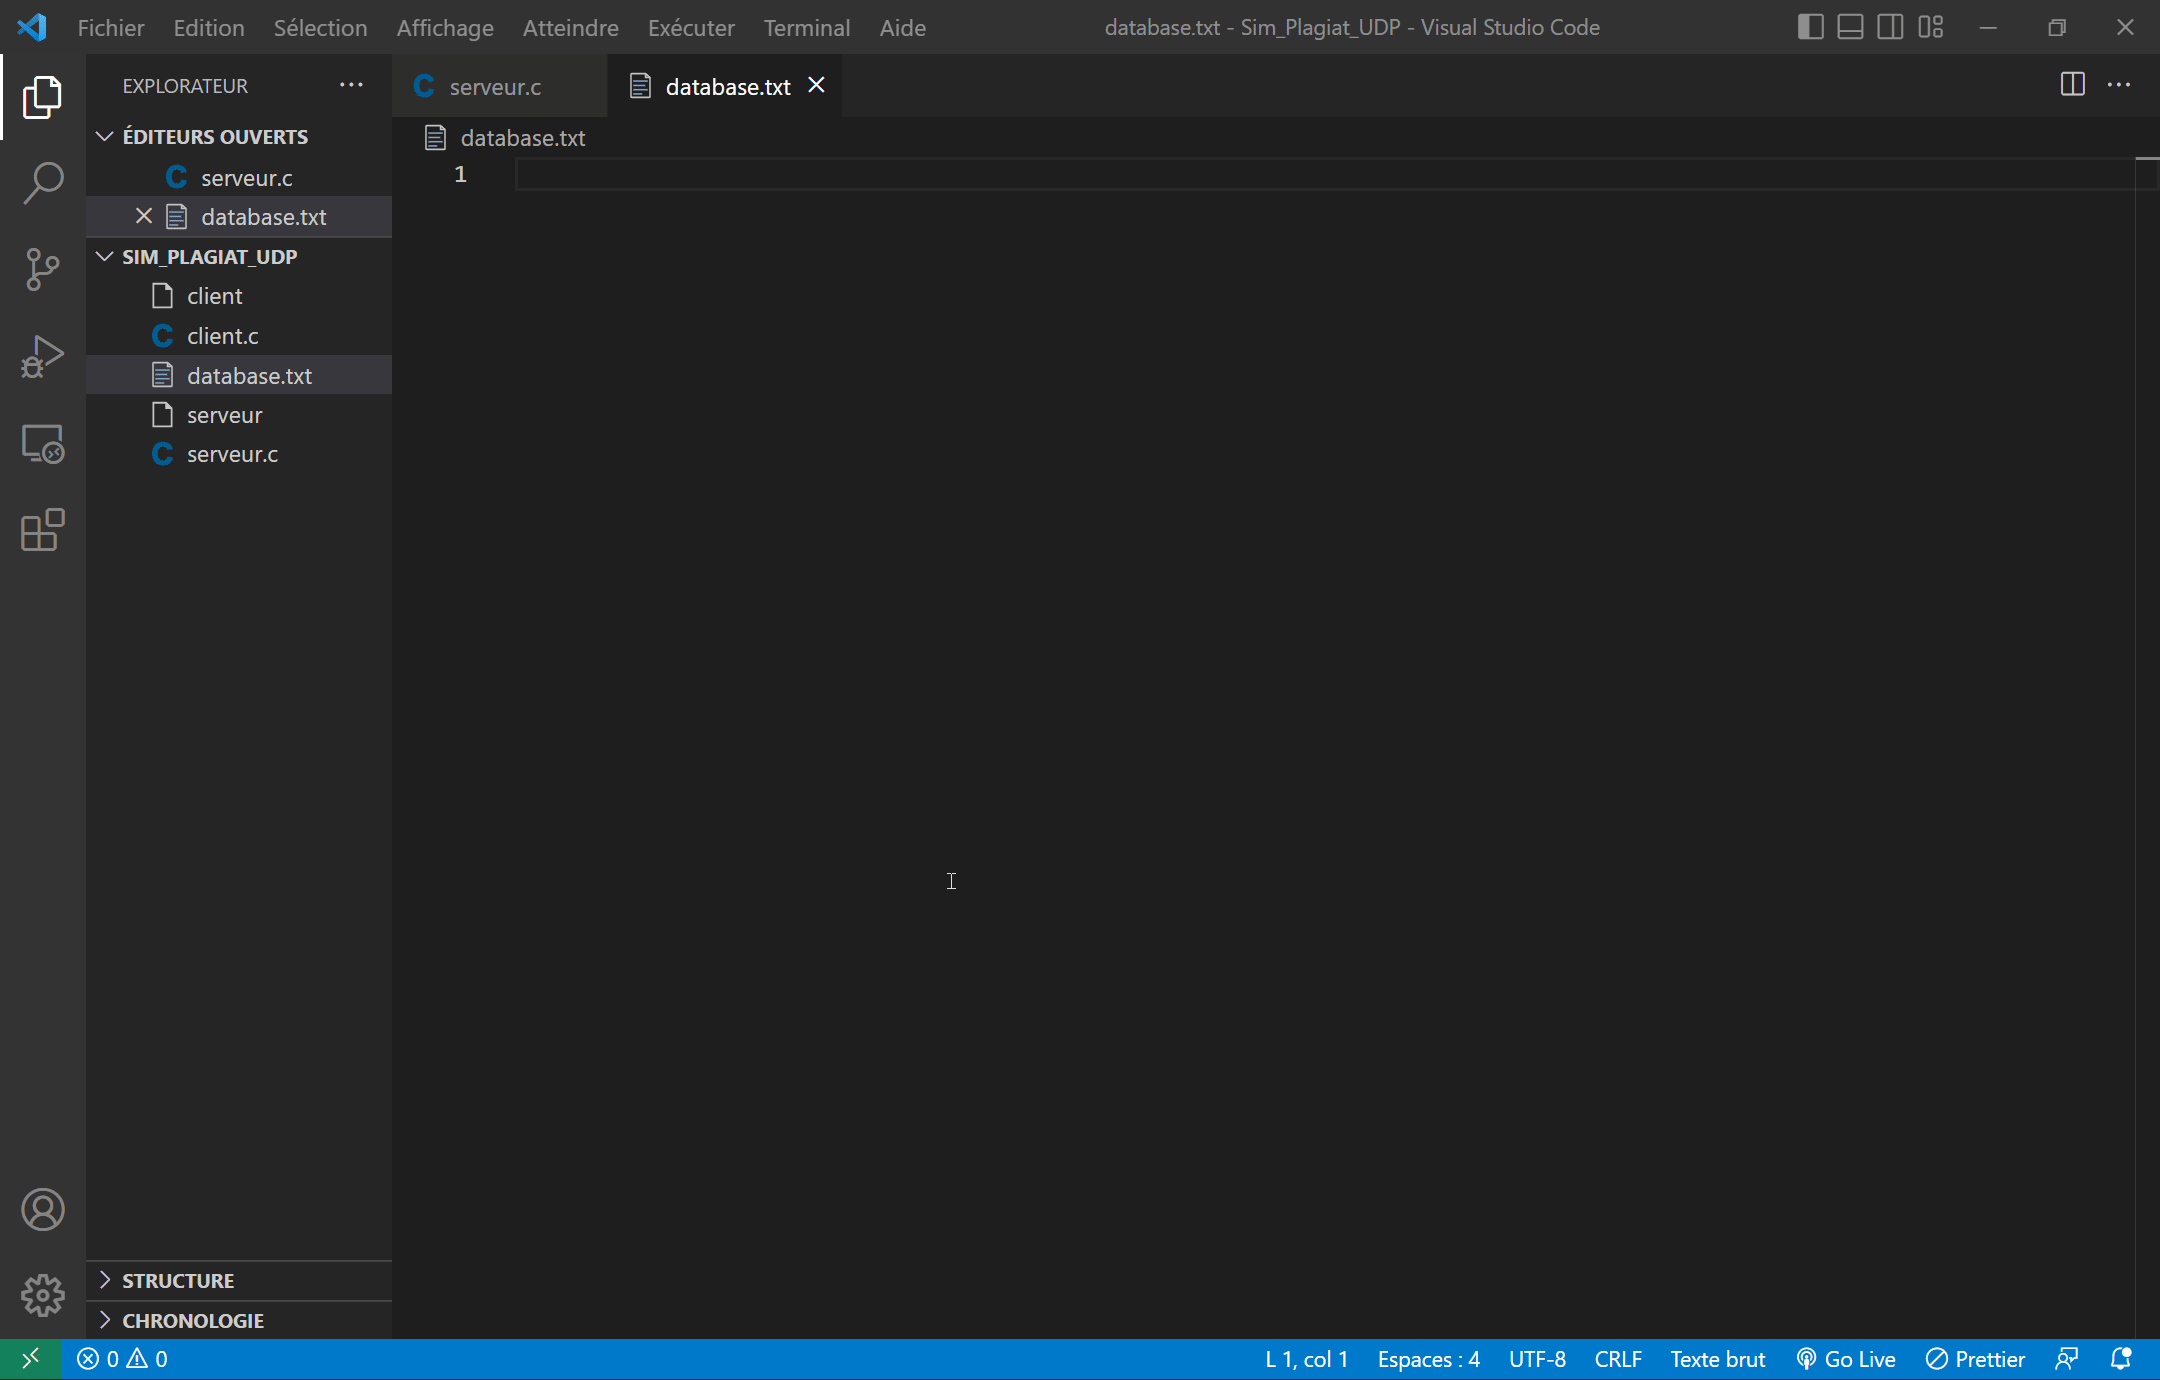 Fichier Edition Sélection Affichage Atteindre Exécuter Terminal Aide database.txt - Sim_Plagiat_UDP - Visual Studio Code
EXPLORATEUR
serveur.c
database.txt
ÉDITEURS OUVERTS
serveur.c
database.txt
SIM_PLAGIAT_UDP
client
client.c
database.txt
serveur
serveur.c
database.txt
1
STRUCTURE
CHRONOLOGIE
0 0 L 1, col 1 Espaces : 4 UTF-8 CRLF Texte brut Go Live Prettier